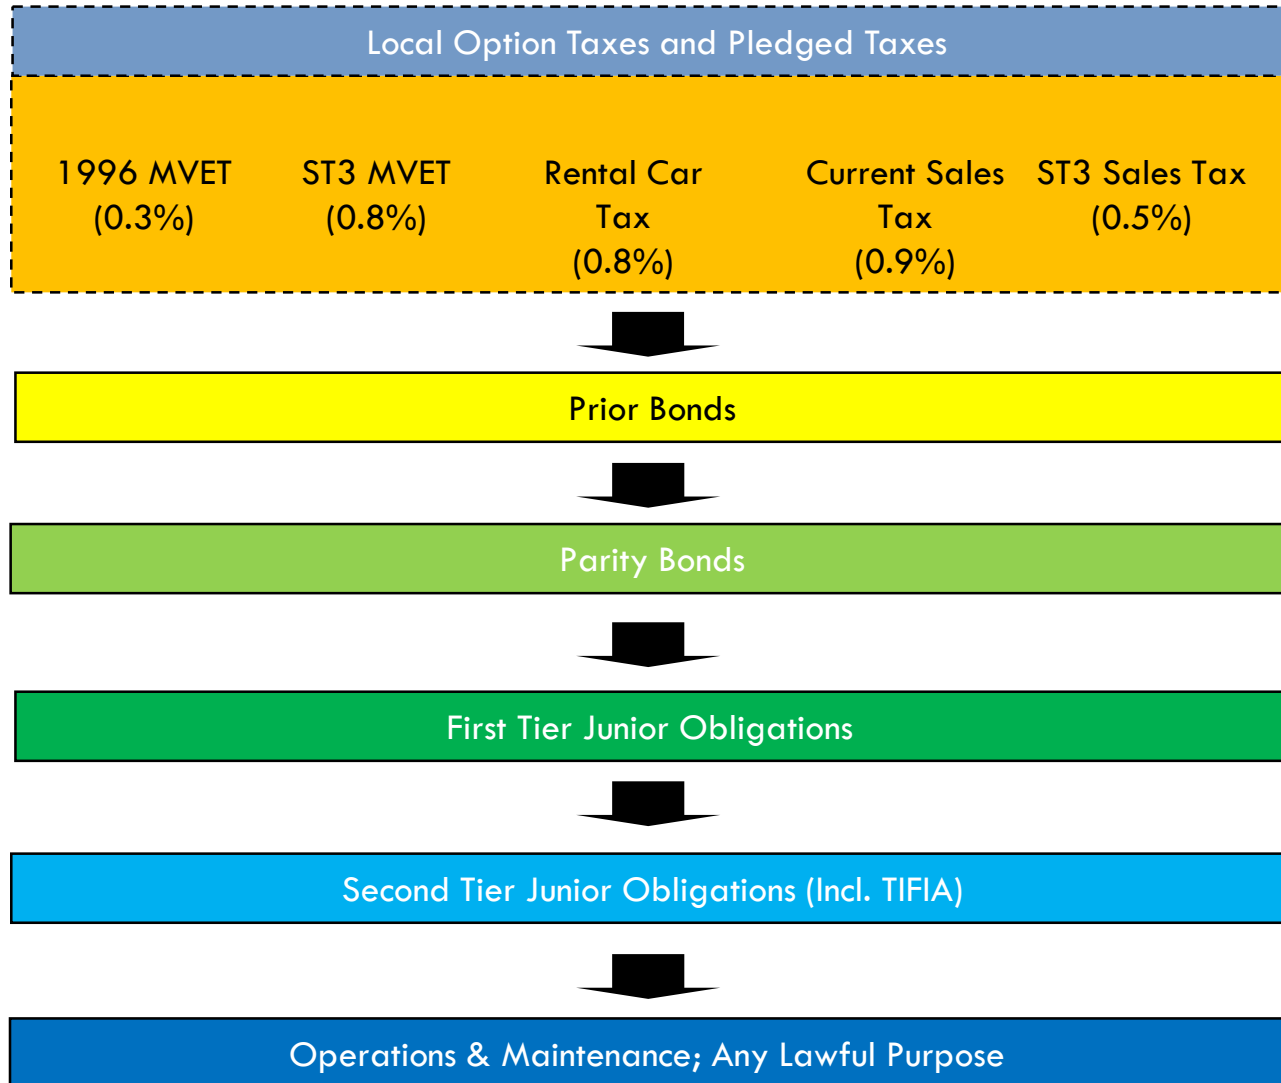 Local Option Taxes and Pledged Taxes
1996 MVET
(0.3%)
ST3 MVET
(0.8%)
Rental Car
Tax
(0.8%)
Current Sales
Tax
(0.9%)
ST3 Sales Tax
(0.5%)
Prior Bonds
Parity Bonds
First Tier Junior Obligations
Second Tier Junior Obligations (Incl. TIFIA)
Operations & Maintenance; Any Lawful Purpose